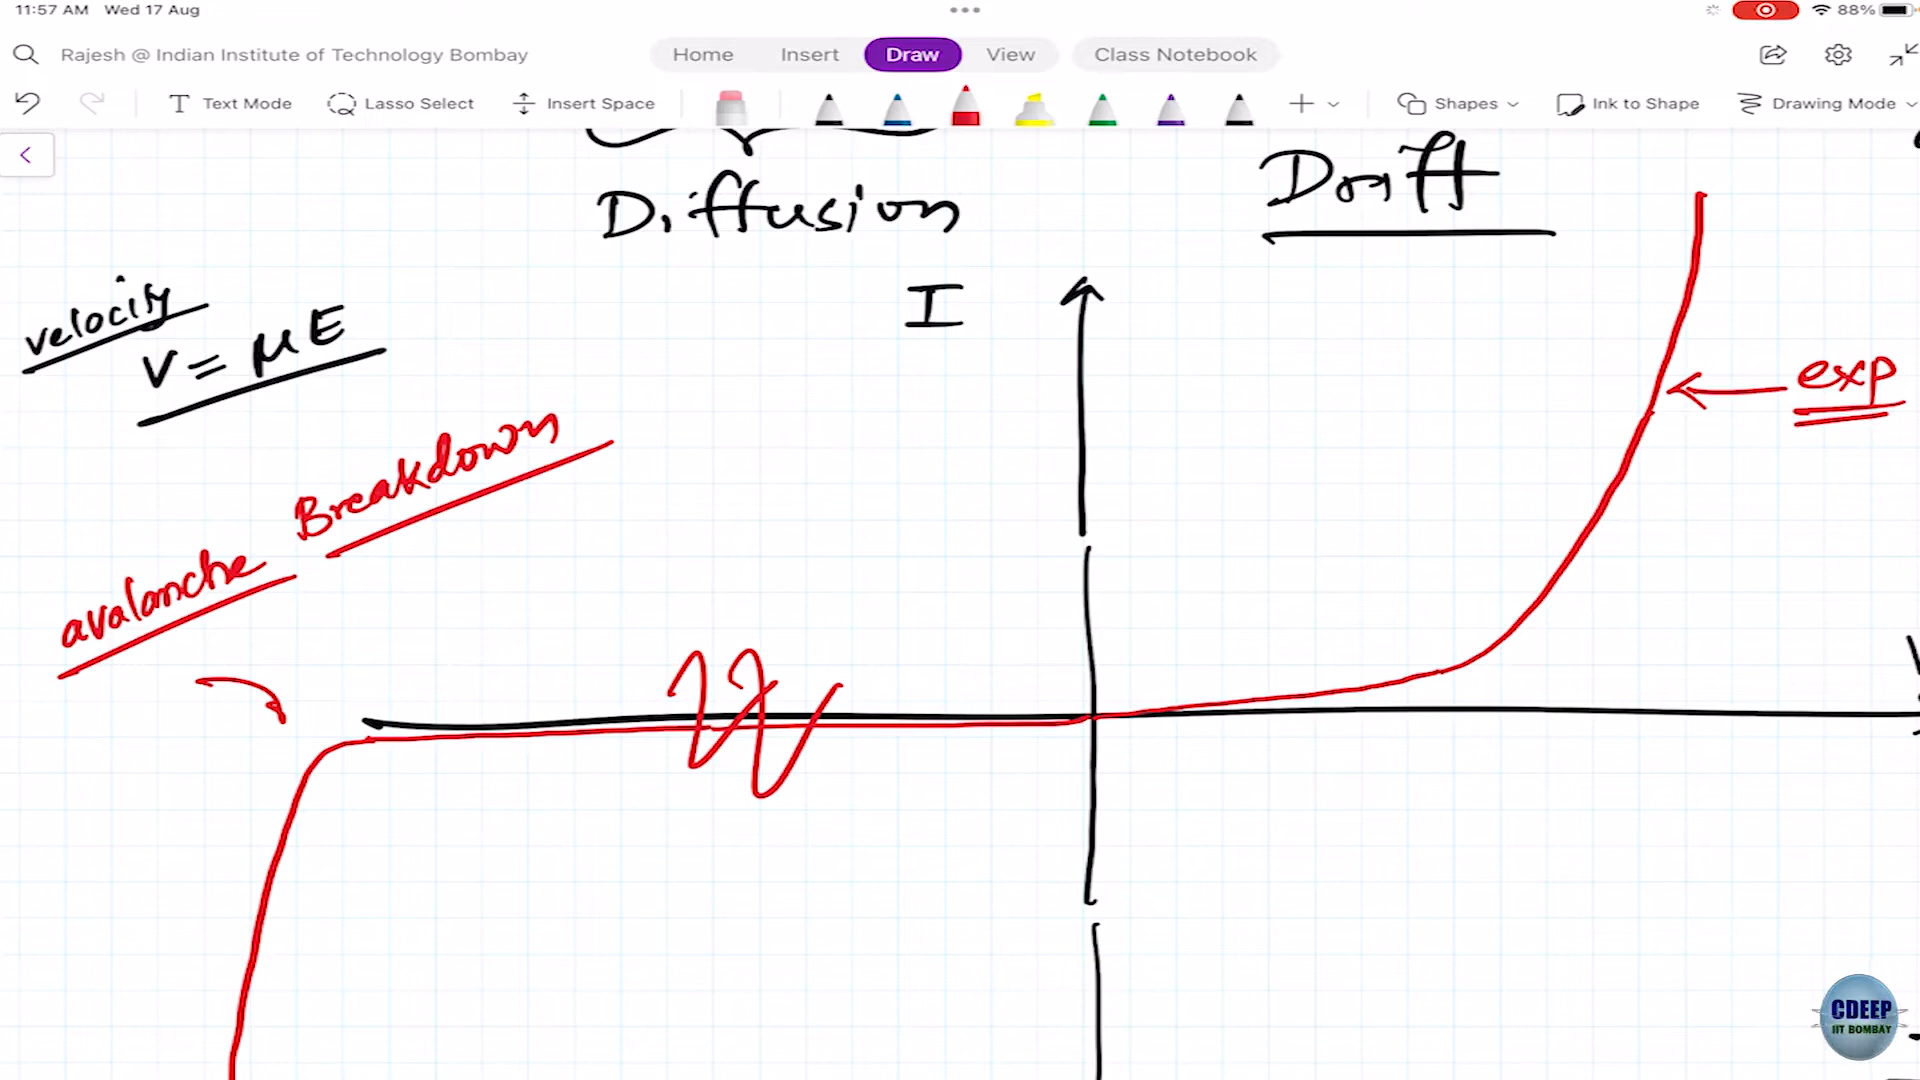 11:57 AM Wed 17 Aug
88%
Rajesh @ Indian Institute of Technology Bombay
Home Insert Draw View Class Notebook
Text Mode Lasso Select Insert Space Shapes Ink to Shape Drawing Mode
Diffusion
Drift
I
velocity
V = μE
exp
avalanche Breakdown
CDEEP
IIT BOMBAY